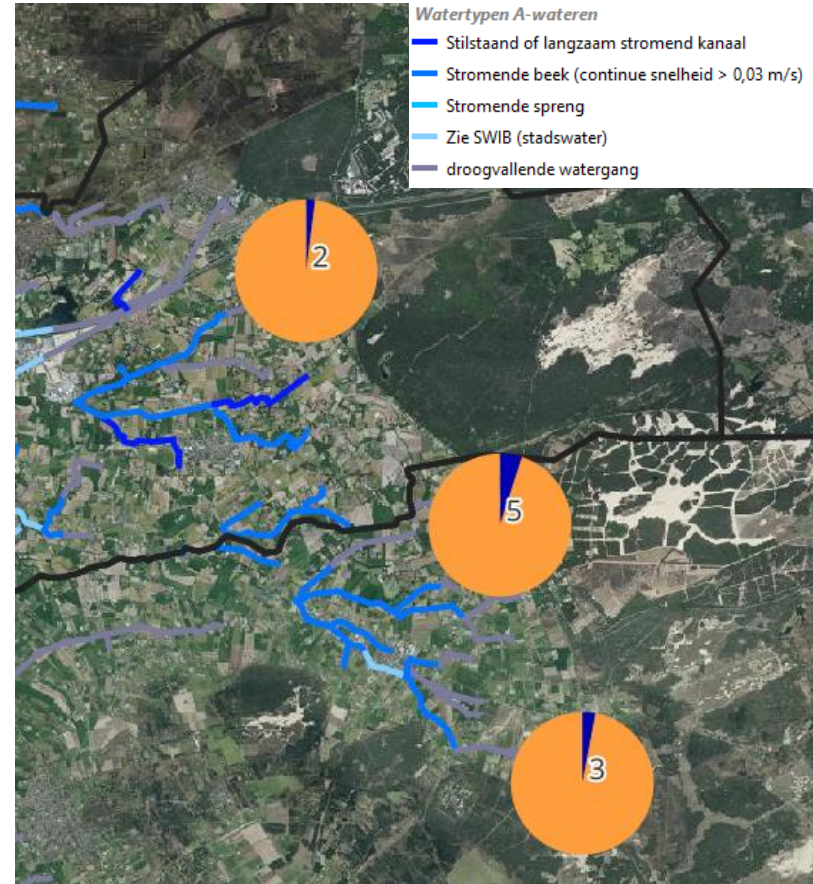 Watertypen A-wateren
Stilstaand of langzaam stromend kanaal
Stromende beek (continue snelheid > 0,03 m/s)
Stromende spreng
Zie SWIB (stadswater)
droogvallende watergang
2
5
3